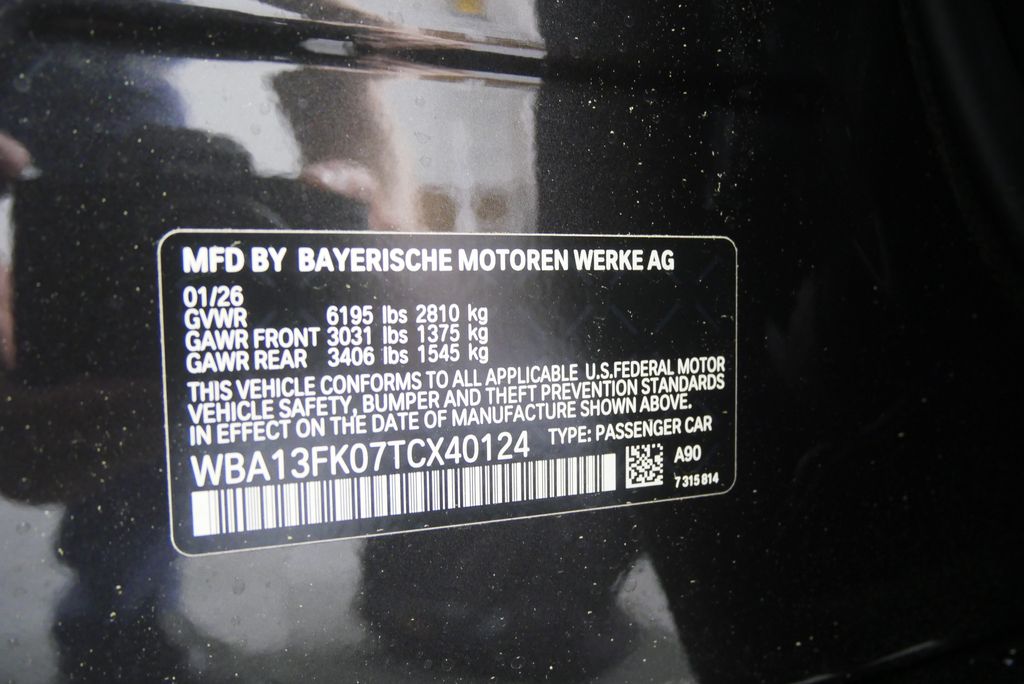 MFD BY BAYERISCHE MOTOREN WERKE AG
01/26
GVWR 6195 lbs 2810 kg
GAWR FRONT 3031 lbs 1375 kg
GAWR REAR 3406 lbs 1545 kg
THIS VEHICLE CONFORMS TO ALL APPLICABLE U.S.FEDERAL MOTOR
VEHICLE SAFETY, BUMPER AND THEFT PREVENTION STANDARDS
IN EFFECT ON THE DATE OF MANUFACTURE SHOWN ABOVE.
WBA13FK07TCX40124 TYPE: PASSENGER CAR
A90
7 315 814